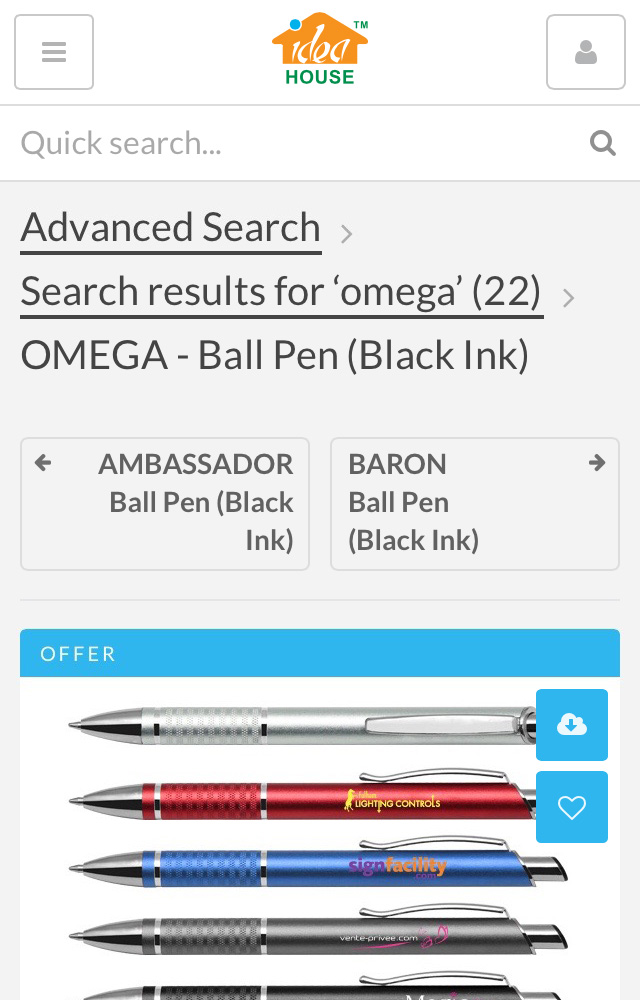 idea
TM
HOUSE
Quick search...
Advanced Search
Search results for ‘omega’ (22)
OMEGA - Ball Pen (Black Ink)
AMBASSADOR
Ball Pen (Black
Ink)
BARON
Ball Pen
(Black Ink)
OFFER
LIGHTING CONTROLS
signfacility
.com
vente-privee.com